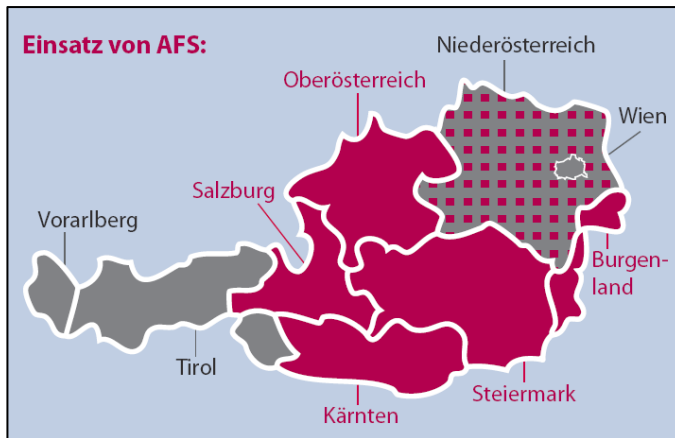 Einsatz von AFS:
Niederösterreich
Oberösterreich
Wien
Salzburg
Vorarlberg
Burgen-
land
Tirol
Steiermark
Kärnten